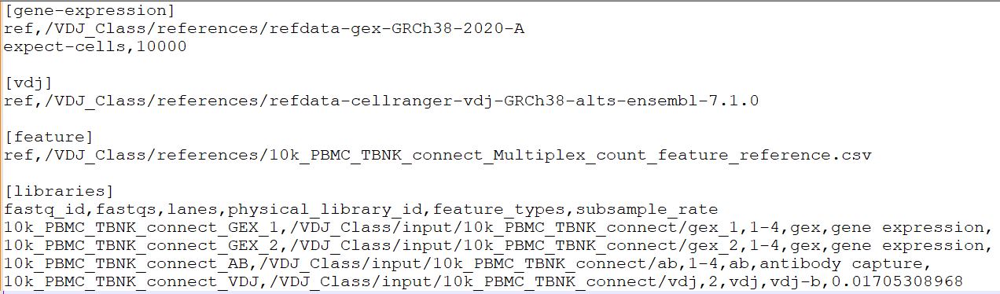 [gene-expression]
ref,/VDJ_Class/references/refdata-gex-GRCh38-2020-A
expect-cells,10000
[vdj]
ref,/VDJ_Class/references/refdata-cellranger-vdj-GRCh38-alts-ensembl-7.1.0
[feature]
ref,/VDJ_Class/references/10k_PBMC_TBNK_connect_Multiplex_count_feature_reference.csv
[libraries]
fastq_id,fastqs,lanes,physical_library_id,feature_types,subsample_rate
10k_PBMC_TBNK_connect_GEX_1,/VDJ_Class/input/10k_PBMC_TBNK_connect/gex_1,1-4,gex,gene expression,
10k_PBMC_TBNK_connect_GEX_2,/VDJ_Class/input/10k_PBMC_TBNK_connect/gex_2,1-4,gex,gene expression,
10k_PBMC_TBNK_connect_AB,/VDJ_Class/input/10k_PBMC_TBNK_connect/ab,1-4,ab,antibody capture,
10k_PBMC_TBNK_connect_VDJ,/VDJ_Class/input/10k_PBMC_TBNK_connect/vdj,2,vdj,vdj-b,0.01705308968